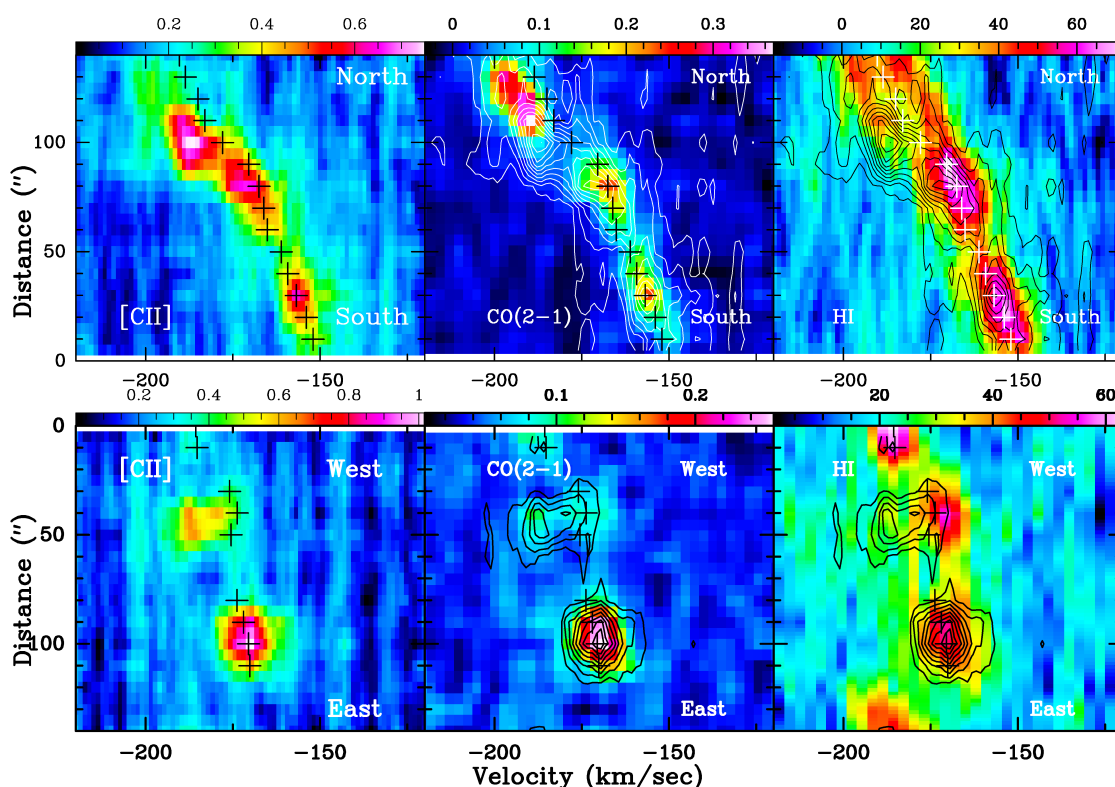 0.2 0.4 0.6 0 0.1 0.2 0.3 0 20 40 60
North North North
100
50
0
Distance (″)
[CII] South CO(2−1) South HI South
−200 −150 −200 −150 −200 −150
0.2 0.4 0.6 0.8 1 0.1 0.2 20 40 60
0
50
100
Distance (″)
[CII] West CO(2−1) West HI West
East East East
−200 −150 −200 −150 −200 −150
Velocity (km/sec)